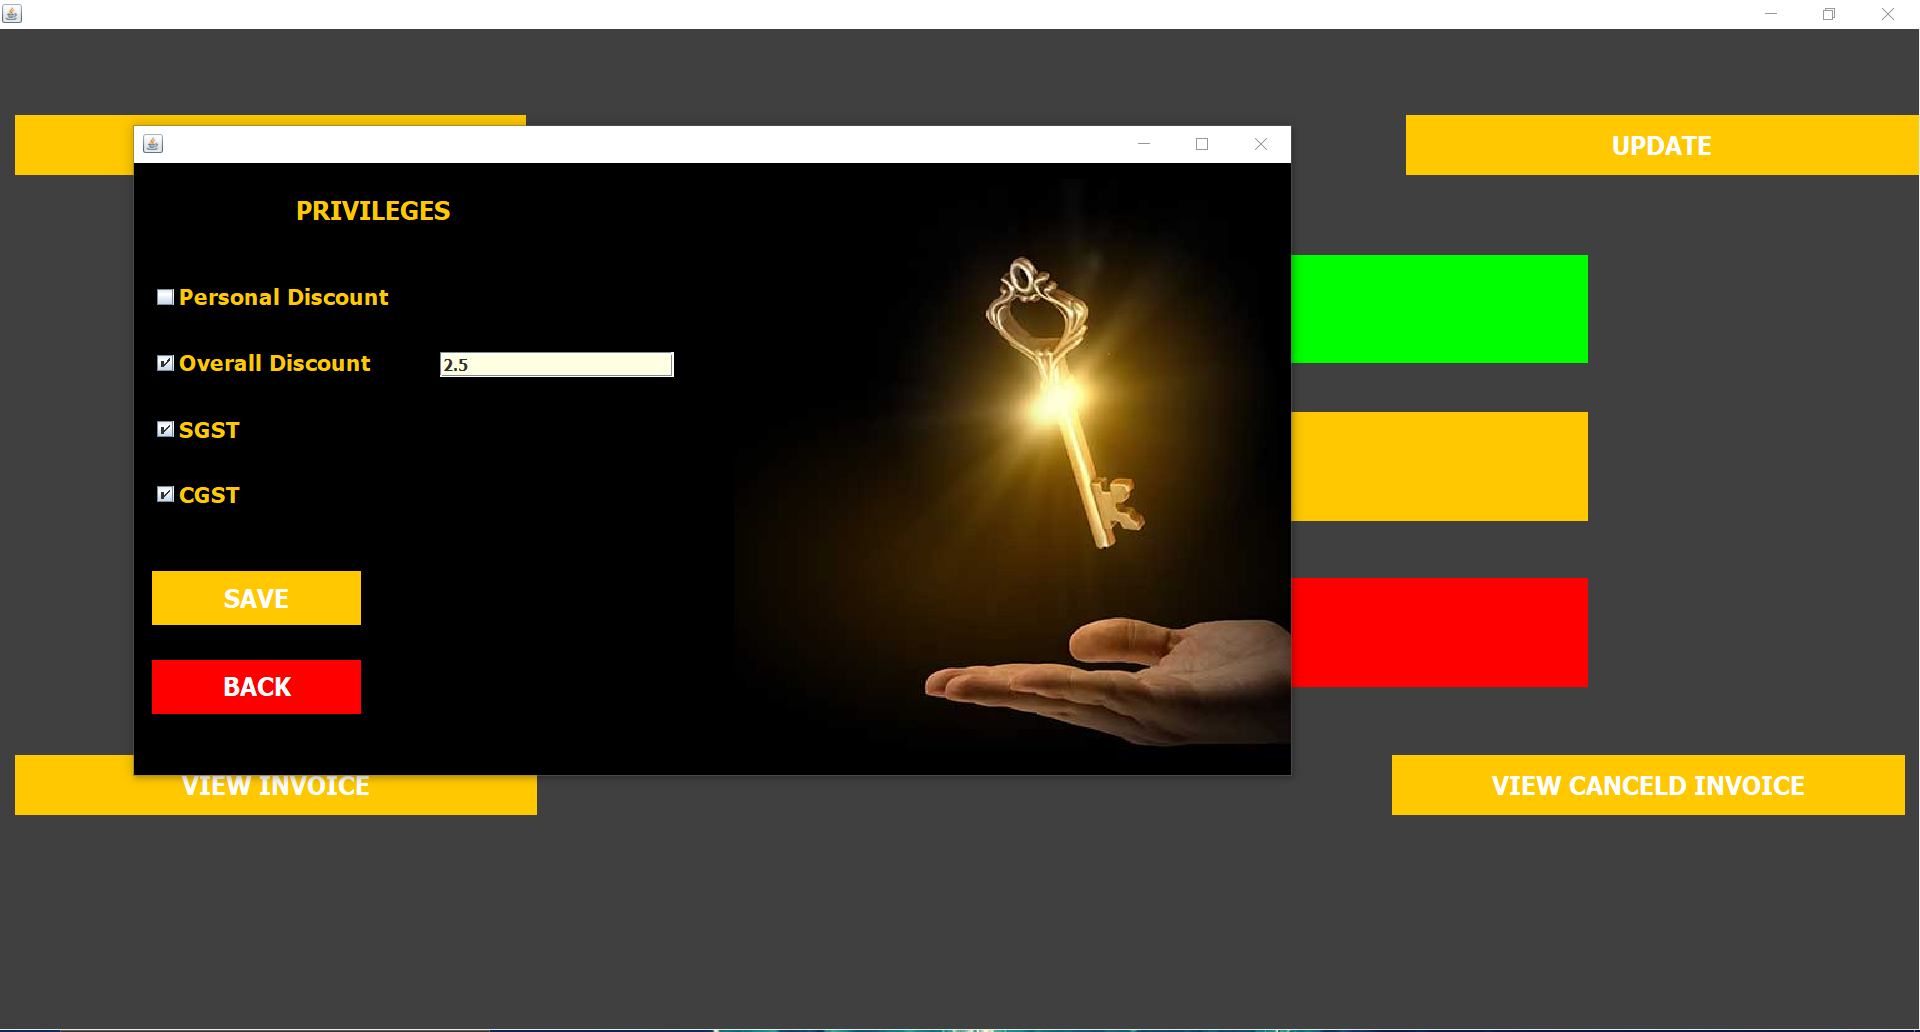 UPDATE
PRIVILEGES
Personal Discount
Overall Discount 2.5
SGST
CGST
SAVE
BACK
VIEW INVOICE
VIEW CANCELD INVOICE